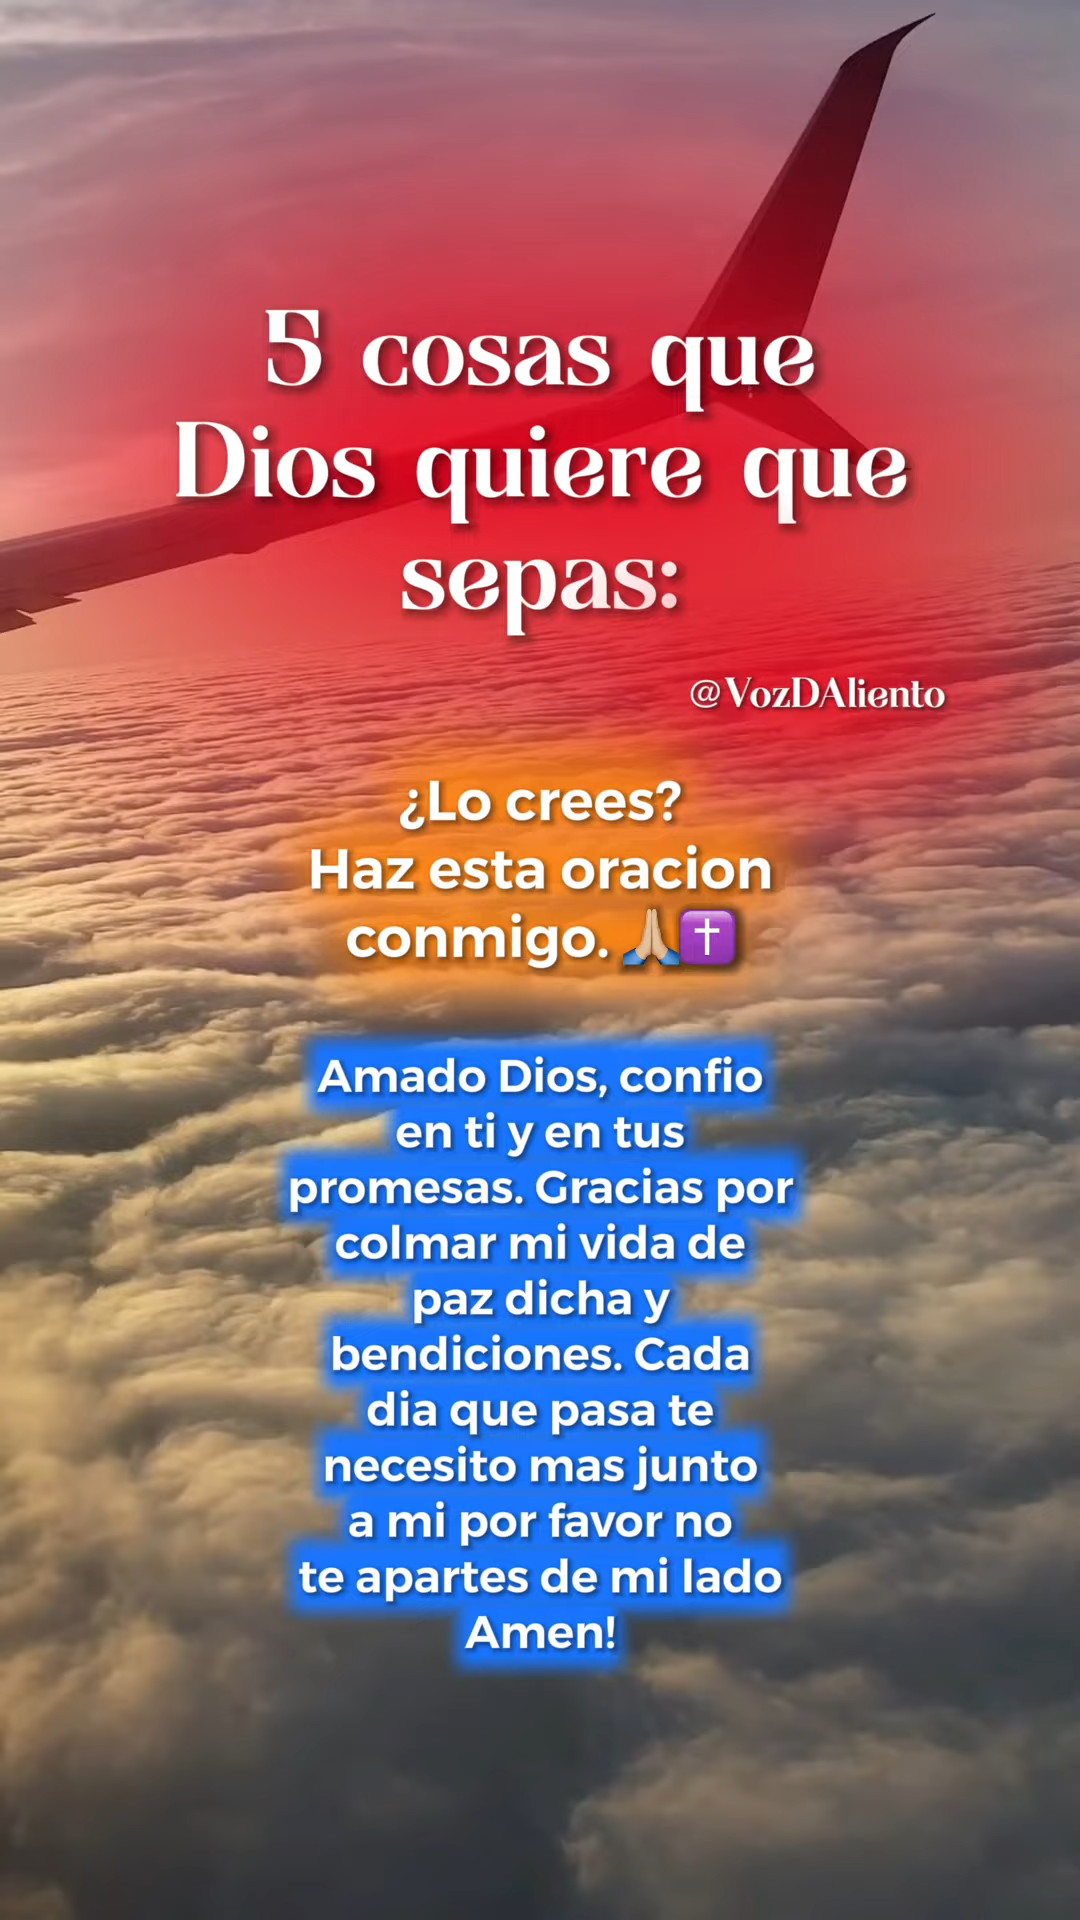 5 cosas que
Dios quiere que
sepas:
@VozDAliento
¿Lo crees?
Haz esta oracion
conmigo. 🙏🏼✝️
Amado Dios, confio
en ti y en tus
promesas. Gracias por
colmar mi vida de
paz dicha y
bendiciones. Cada
dia que pasa te
necesito mas junto
a mi por favor no
te apartes de mi lado
Amen!